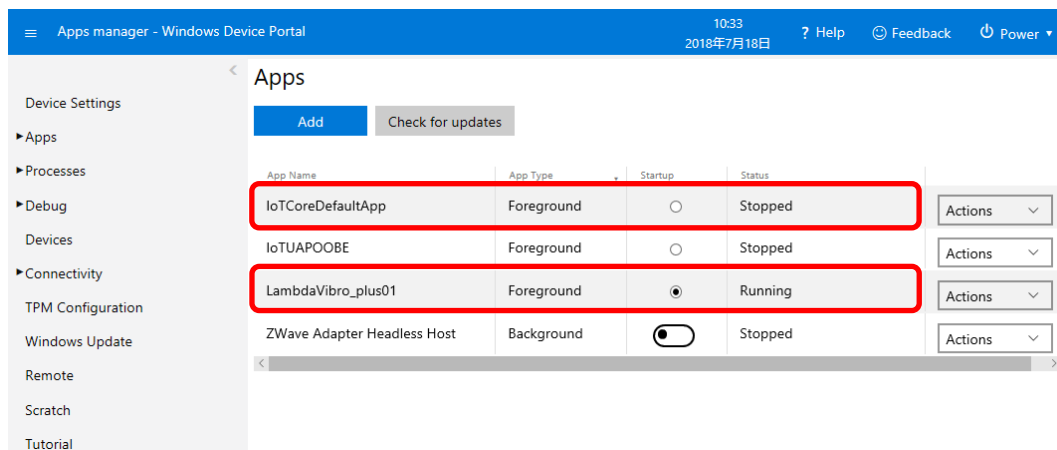 Apps manager - Windows Device Portal
10:33
2018年7月18日
? Help
Feedback
Power
Device Settings
Apps
Processes
Debug
Devices
Connectivity
TPM Configuration
Windows Update
Remote
Scratch
Tutorial
Apps
Add
Check for updates
App Name App Type Startup Status
IoTCoreDefaultApp Foreground Stopped Actions
IoTUAPOOBE Foreground Stopped Actions
LambdaVibro_plus01 Foreground Running Actions
ZWave Adapter Headless Host Background Stopped Actions